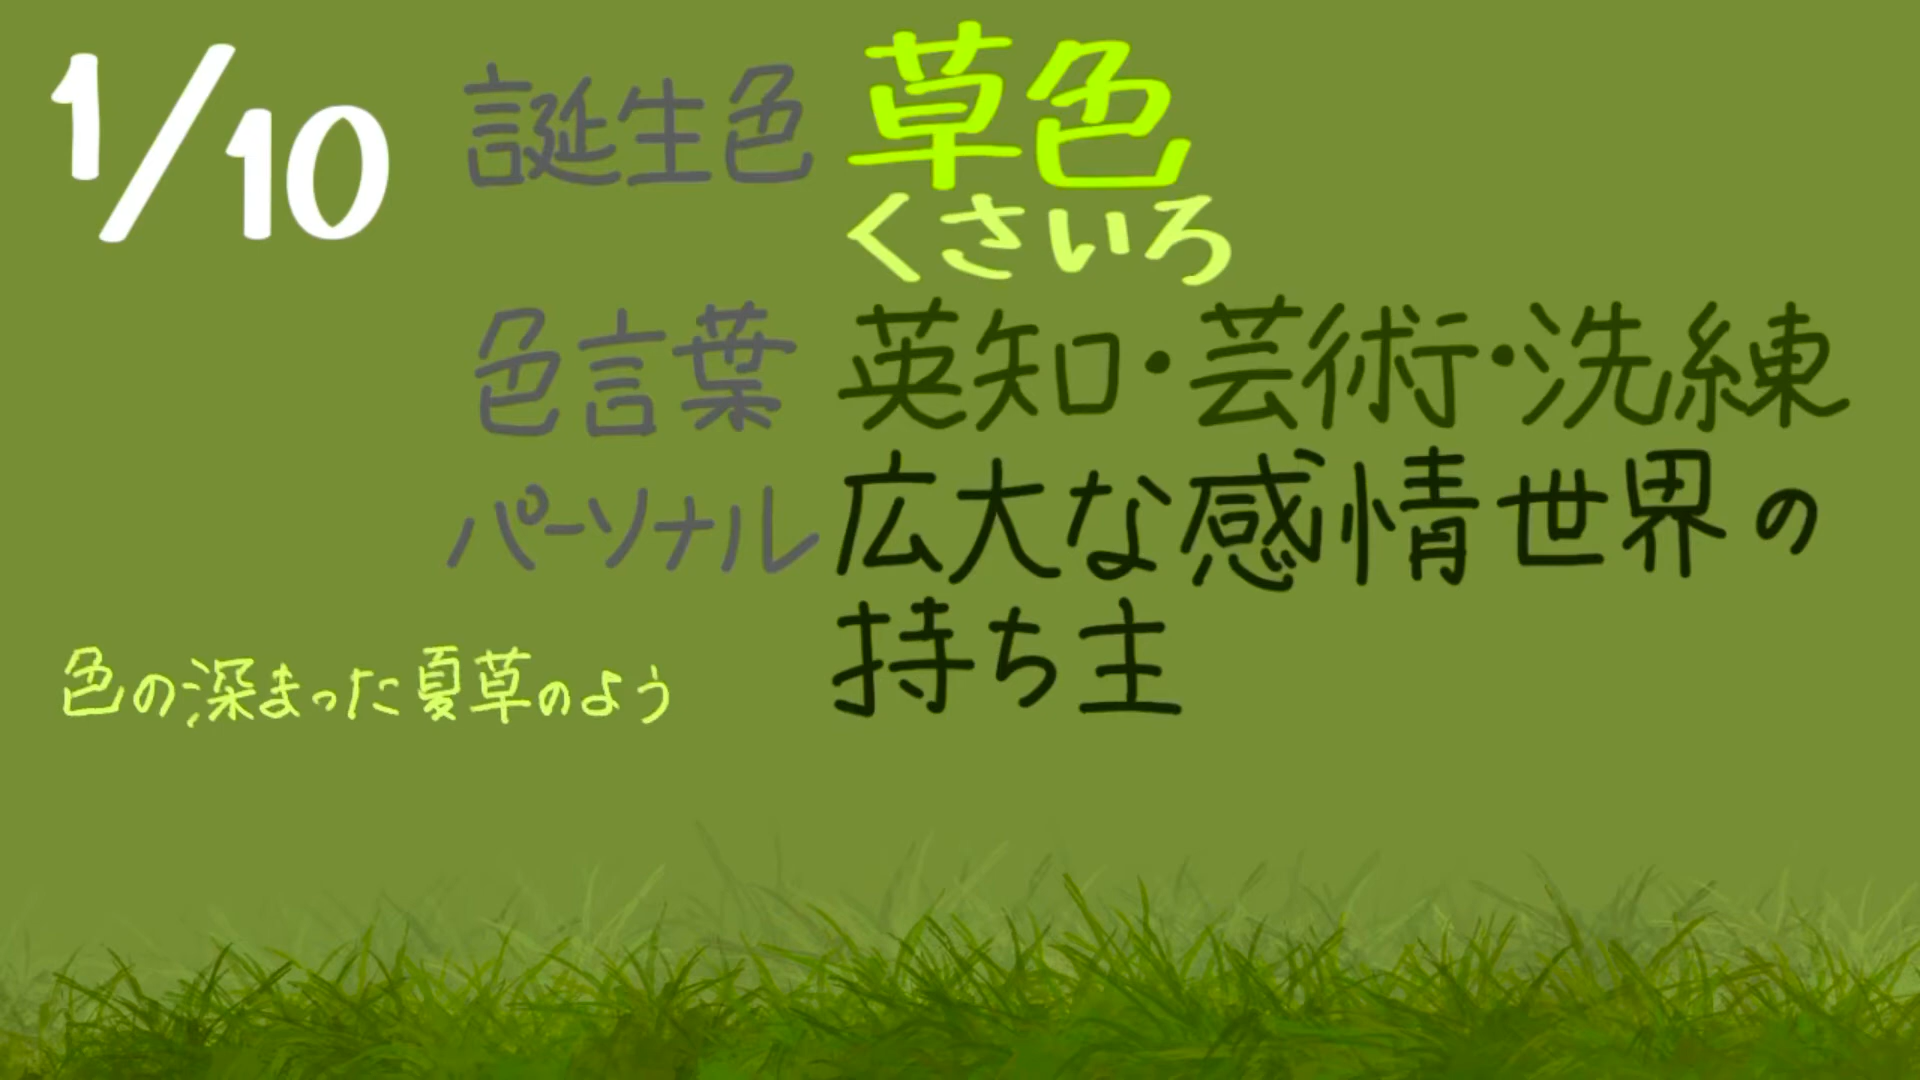 1/10
誕生色 草色
くさいろ
色言葉 英知・芸術・洗練
パーソナル 広大な感情世界の
持ち主
色の深まった夏草のよう